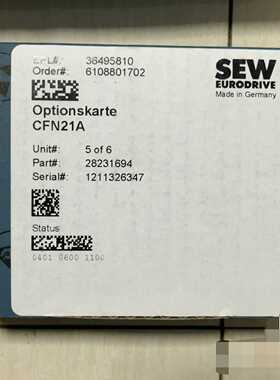 36495810
Order#: 6108801702
SEW
EURODRIVE
Made in Germany
Optionskarte
CFN21A
Unit#: 5 of 6
Part#: 28231694
Serial#: 1211326347
Status
0401 0600 1100